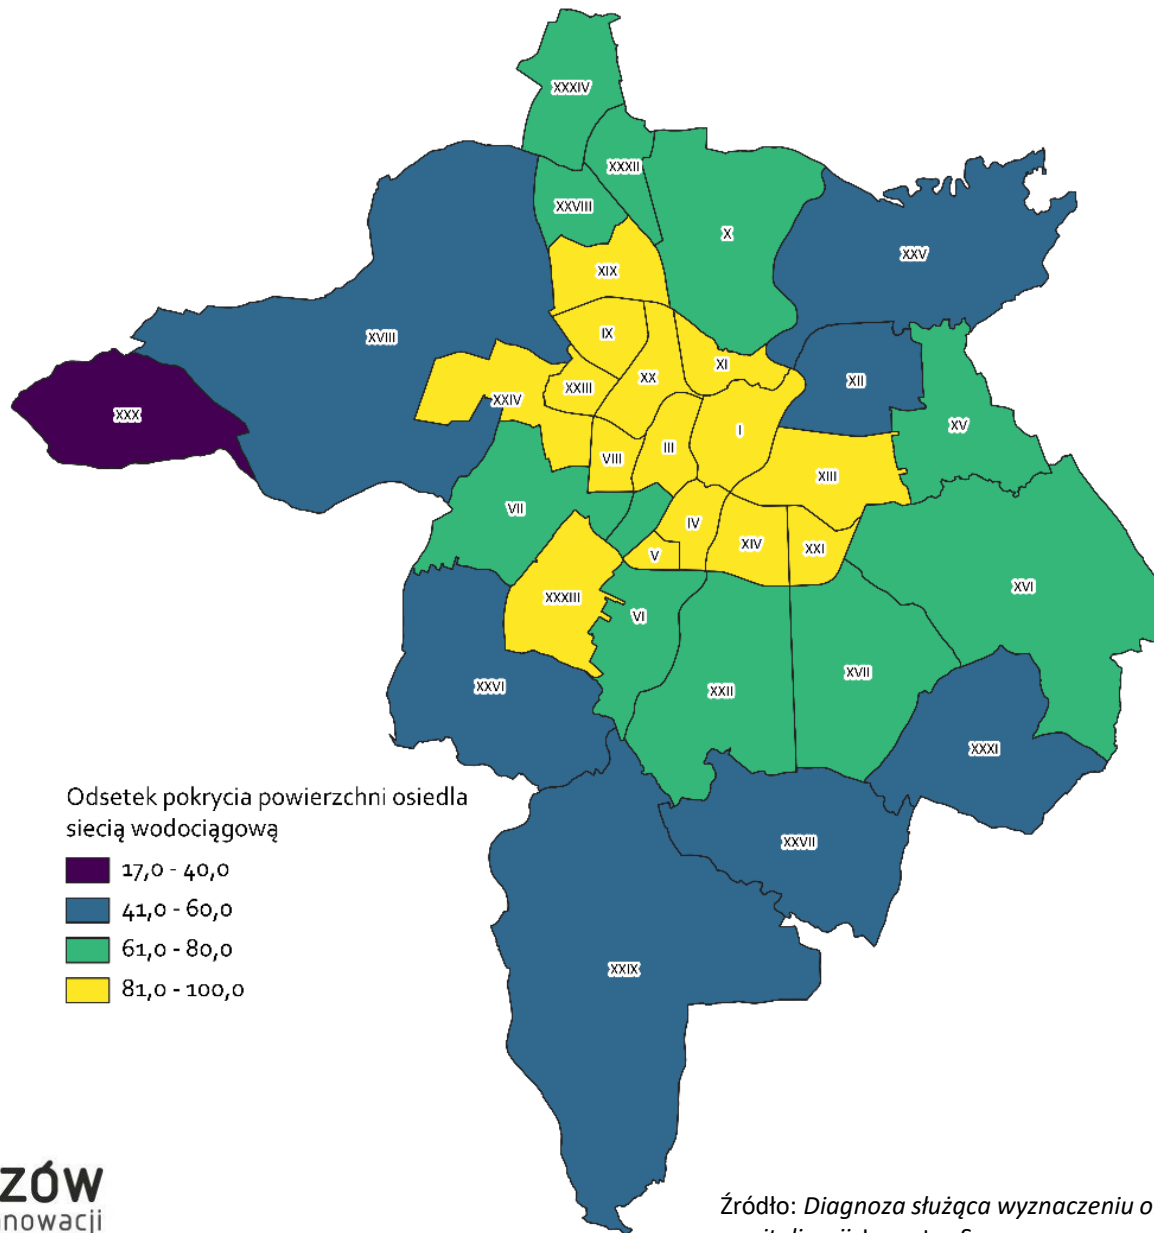 XXXIV
XXXII
XXVIII
X
XXV
XIX
IX
XVIII
XI
XX
XII
XXIII
XXIV
XXX
XV
I
III
VIII
XIII
VII
IV
XIV
XXI
V
XVI
XXXIII
VI
XVII
XXVI
XXII
XXXI
Odsetek pokrycia powierzchni osiedla
siecią wodociągową
XXVII
17,0 - 40,0
41,0 - 60,0
61,0 - 80,0
XXIX
81,0 - 100,0
ZÓW
nowacji
Źródło: Diagnoza służąca wyznaczeniu o